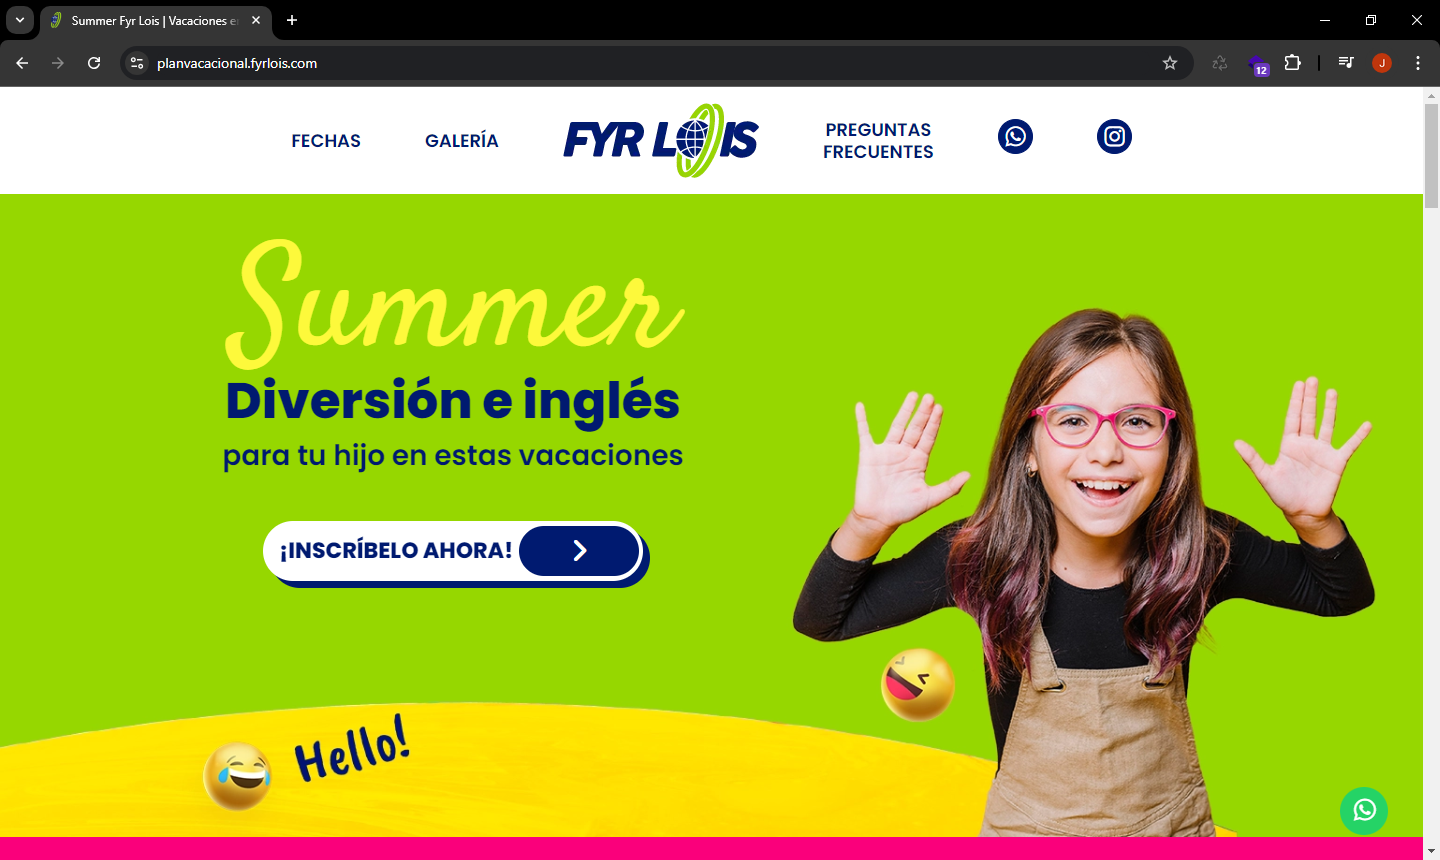 Summer Fyr Lois | Vacaciones e
planvacacional.fyrlois.com
12
J
FECHAS
GALERÍA
FYR LOIS
PREGUNTAS
FRECUENTES
Summer
Diversión e inglés
para tu hijo en estas vacaciones
¡INSCRÍBELO AHORA!
Hello!